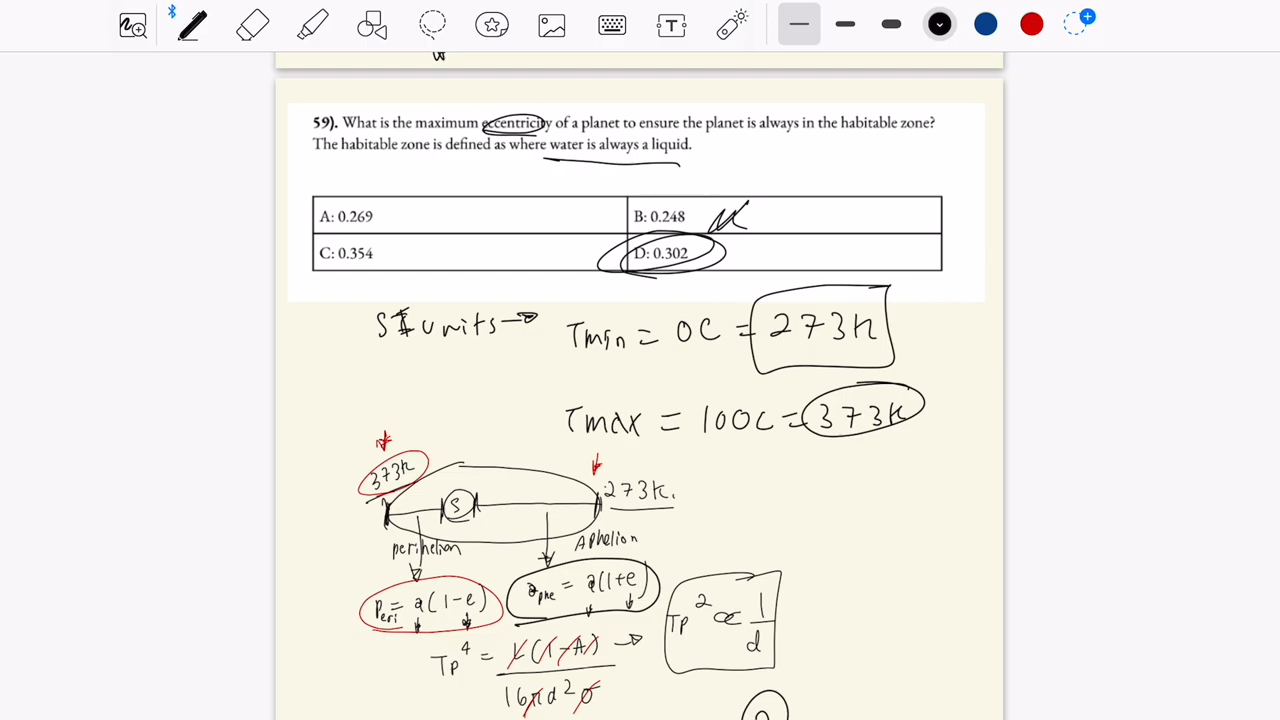 59). What is the maximum eccentricity of a planet to ensure the planet is always in the habitable zone?
The habitable zone is defined as where water is always a liquid.
A: 0.269
B: 0.248
C: 0.354
D: 0.302
SI units →
Tmin = 0C = 273K
Tmax = 100C = 373K
373K
S
273K.
perihelion
Aphelion
Peri = a(1-e)
aphe = a(1+e)
Tp² ∝ 1/d
Tp⁴ = L(1-A) / 16πd²σ →